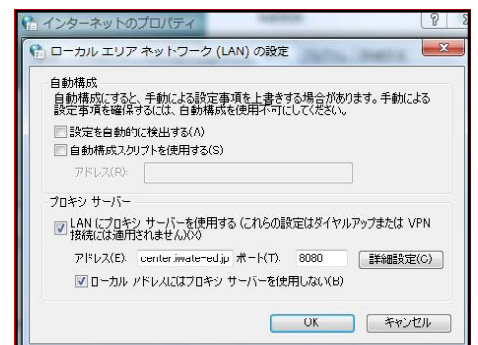 インターネットのプロパティ
ローカル エリア ネットワーク (LAN) の設定
自動構成
自動構成にすると、手動による設定事項を上書きする場合があります。手動による
設定事項を確保するには、自動構成を使用不可にしてください。
設定を自動的に検出する(A)
自動構成スクリプトを使用する(S)
アドレス(R):
プロキシ サーバー
LAN にプロキシ サーバーを使用する (これらの設定はダイヤルアップまたは VPN
接続には適用されません)(X)
アドレス(E): center.iwate-ed.jp ポート(T): 8080 詳細設定(C)
ローカル アドレスにはプロキシ サーバーを使用しない(B)
OK キャンセル